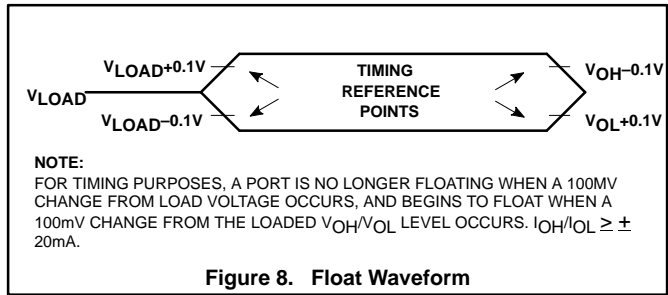 VLOAD+0.1V
VLOAD
VLOAD–0.1V
TIMING
REFERENCE
POINTS
VOH–0.1V
VOL+0.1V
NOTE:
FOR TIMING PURPOSES, A PORT IS NO LONGER FLOATING WHEN A 100MV
CHANGE FROM LOAD VOLTAGE OCCURS, AND BEGINS TO FLOAT WHEN A
100mV CHANGE FROM THE LOADED VOH/VOL LEVEL OCCURS. IOH/IOL ≥ ±
20mA.
Figure 8. Float Waveform